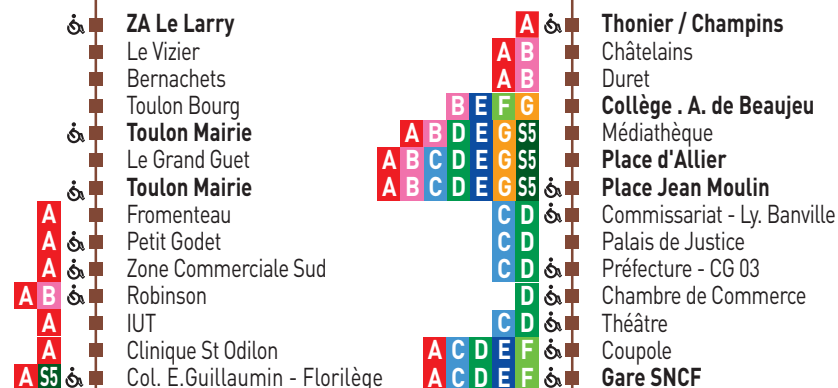 ZA Le Larry
Le Vizier
Bernachets
Toulon Bourg
Toulon Mairie
Le Grand Guet
Toulon Mairie
A Fromenteau
A Petit Godet
A Zone Commerciale Sud
A B Robinson
A IUT
A Clinique St Odilon
A S5 Col. E.Guillaumin - Florilège
A Thonier / Champins
A B Châtelains
A B Duret
B E F G Collège . A. de Beaujeu
A B D E G S5 Médiathèque
A B C D E G S5 Place d'Allier
A B C D E G S5 Place Jean Moulin
C D Commissariat - Ly. Banville
C D Palais de Justice
C D Préfecture - CG 03
D Chambre de Commerce
C D Théâtre
A C D E F Coupole
A C D E F Gare SNCF